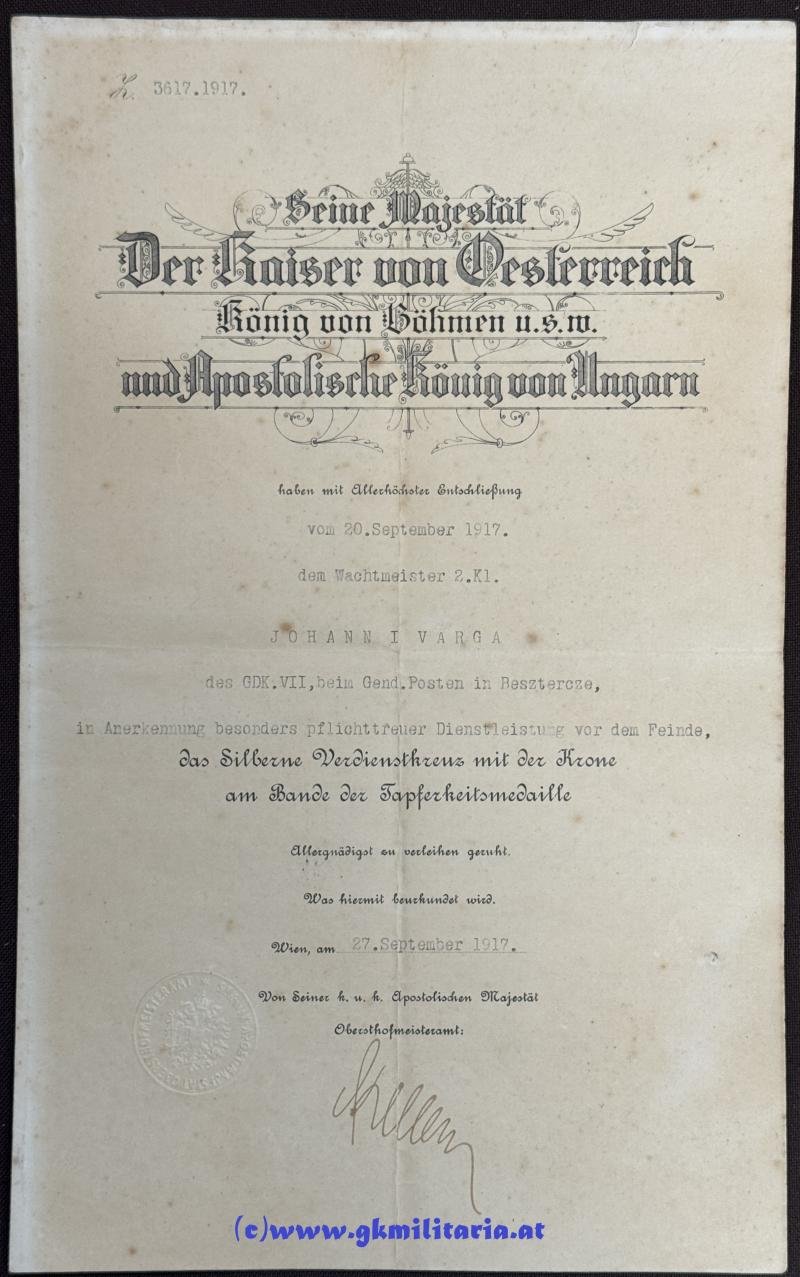 Z. 3617.1917.
Seine Majestät
Der Kaiser von Oesterreich
König von Böhmen u.s.w.
und Apostolische König von Ungarn
haben mit Allerhöchster Entschließung
vom 20.September 1917.
dem Wachtmeister 2.Kl.
JOHANN I VARGA
des GDK.VII,beim Gend.Posten in Besztercze,
in Anerkennung besonders pflichttreuer Dienstleistung vor dem Feinde,
das Silberne Verdienstkreuz mit der Krone
am Bande der Tapferkeitsmedaille
Allergnädigst zu verleihen geruht.
Was hiermit beurkundet wird.
Wien, am 27.September 1917.
Von Seiner k. u. k. Apostolischen Majestät
Obersthofmeisteramt:
(c)www.gkmilitaria.at